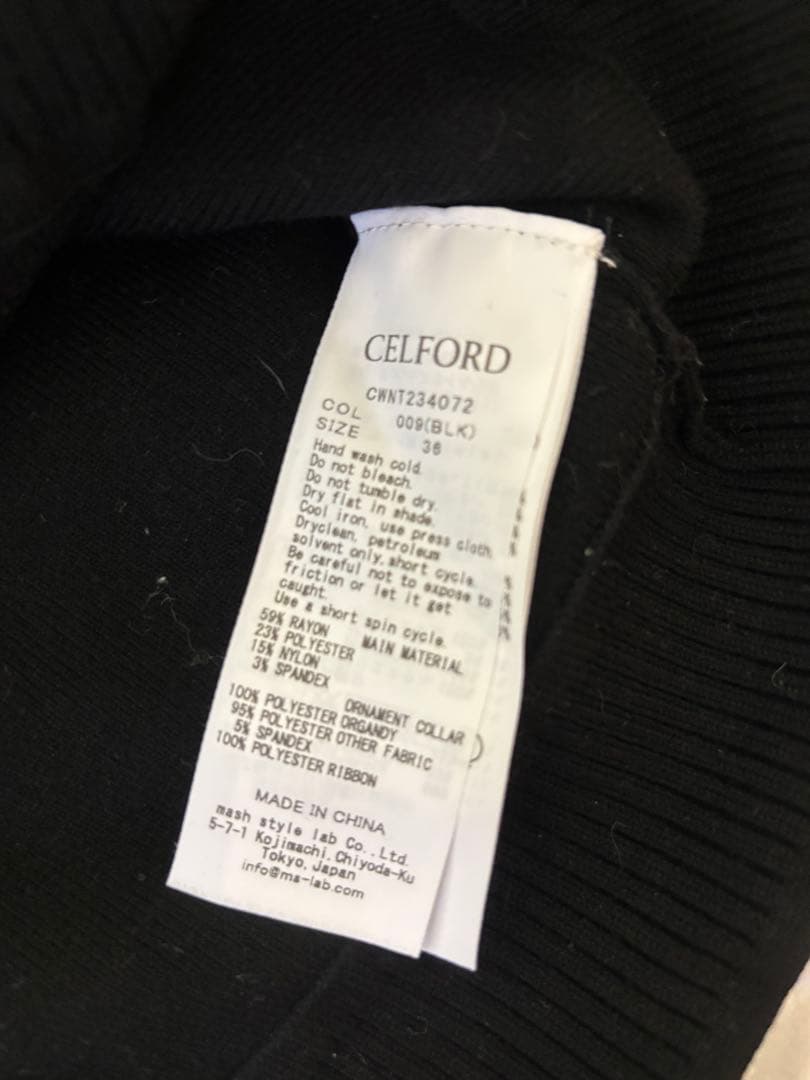 CELFORD
CWNT234072
COL 009(BLK)
SIZE 36
Hand wash cold.
Do not bleach.
Do not tumble dry.
Dry flat in shade.
Cool iron, use press cloth.
Dryclean, petroleum
solvent only, short cycle.
Be careful not to expose to
friction or let it get
caught.
Use a short spin cycle.
59% RAYON MAIN MATERIAL
23% POLYESTER
15% NYLON
3% SPANDEX
ORNAMENT COLLAR
100% POLYESTER ORGANDY
95% POLYESTER OTHER FABRIC
5% SPANDEX
100% POLYESTER RIBBON
MADE IN CHINA
mash style lab Co., Ltd.
5-7-1 Kojimachi, Chiyoda-Ku
Tokyo, Japan
info@ma-lab.com